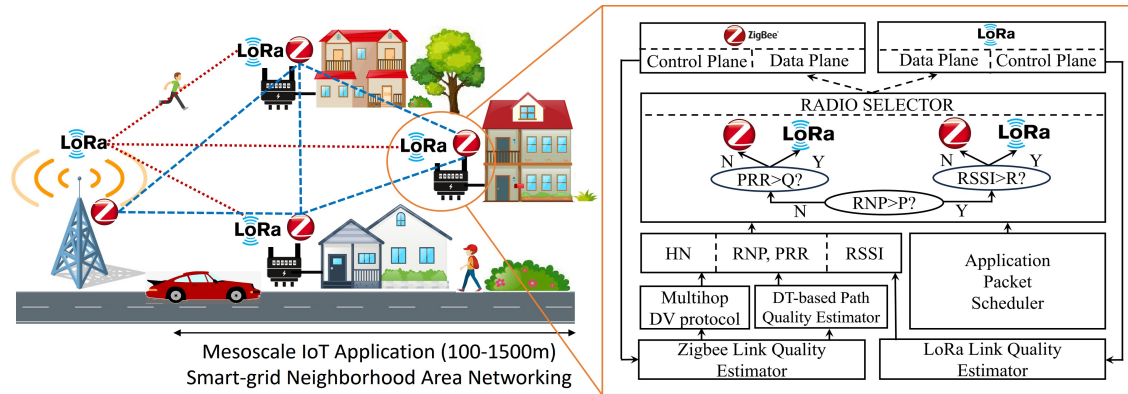 LoRa
Z
LoRa
LoRa
Z
Z
LoRa
Z
Mesoscale IoT Application (100-1500m)
Smart-grid Neighborhood Area Networking
ZigBee
Control Plane
Data Plane
LoRa
Data Plane
Control Plane
RADIO SELECTOR
Z
LoRa
Z
LoRa
N
Y
N
Y
PRR>Q?
RSSI>R?
N
RNP>P?
Y
HN
RNP, PRR
RSSI
Application
Packet
Scheduler
Multihop
DV protocol
DT-based Path
Quality Estimator
Zigbee Link Quality
Estimator
LoRa Link Quality
Estimator